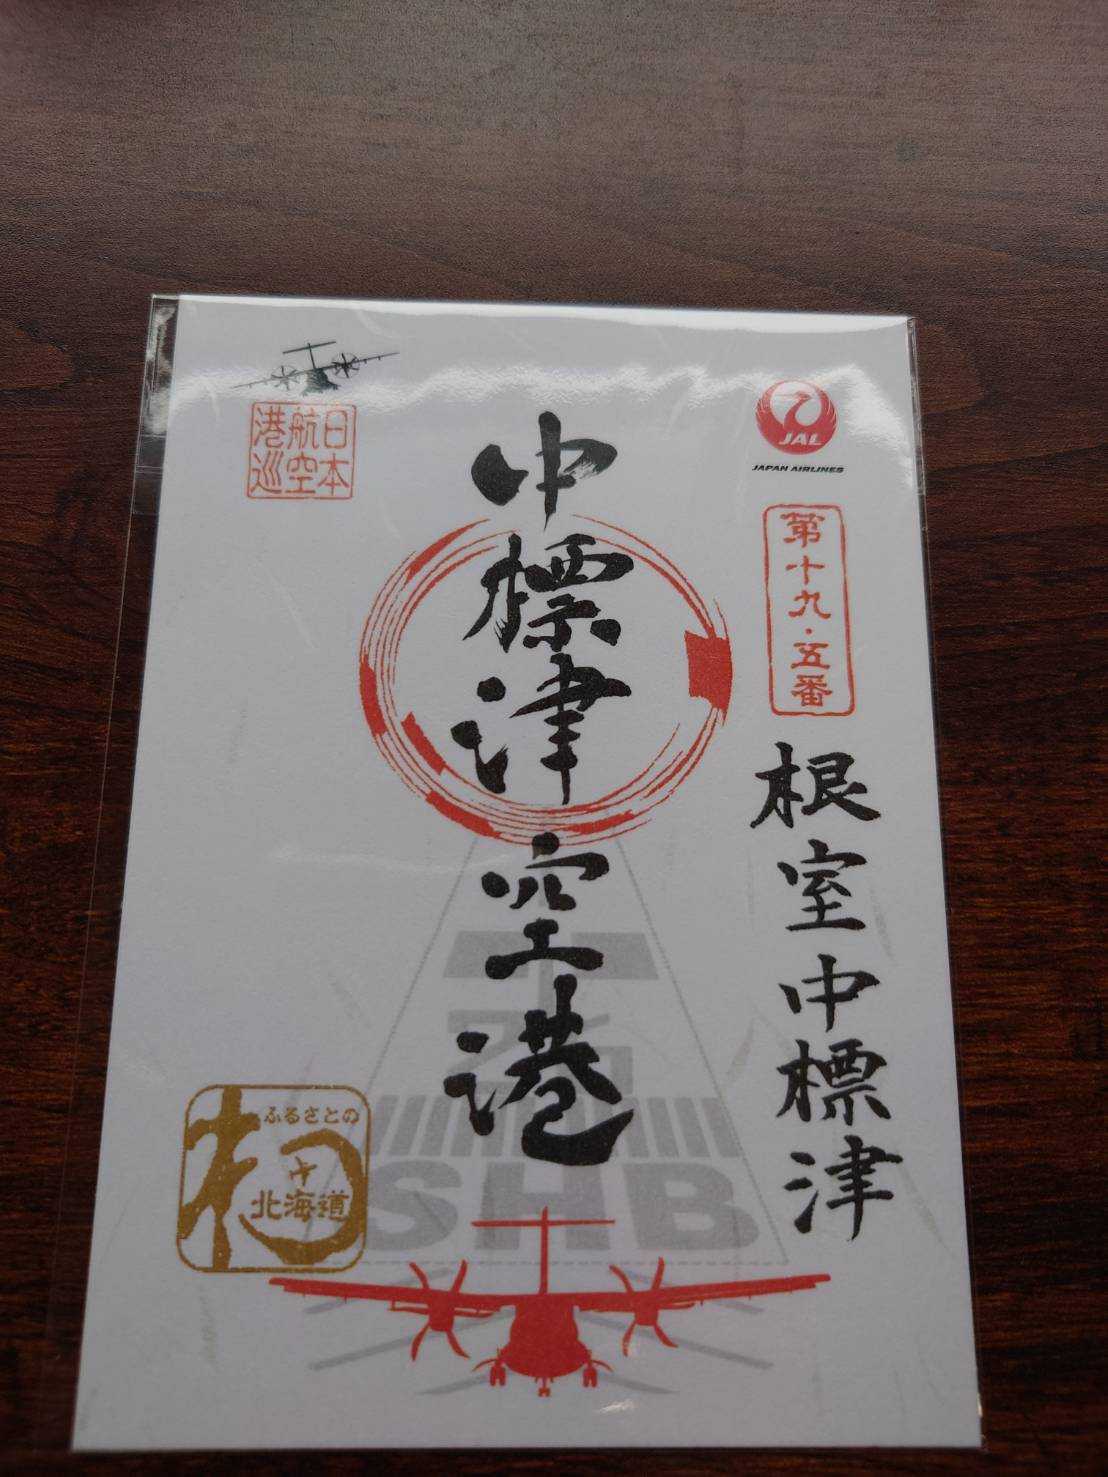 日本
航空
港巡
JAL
JAPAN AIRLINES
第十九・五番
根室中標津
中標津空港
ふるさとの
北海道
SHB